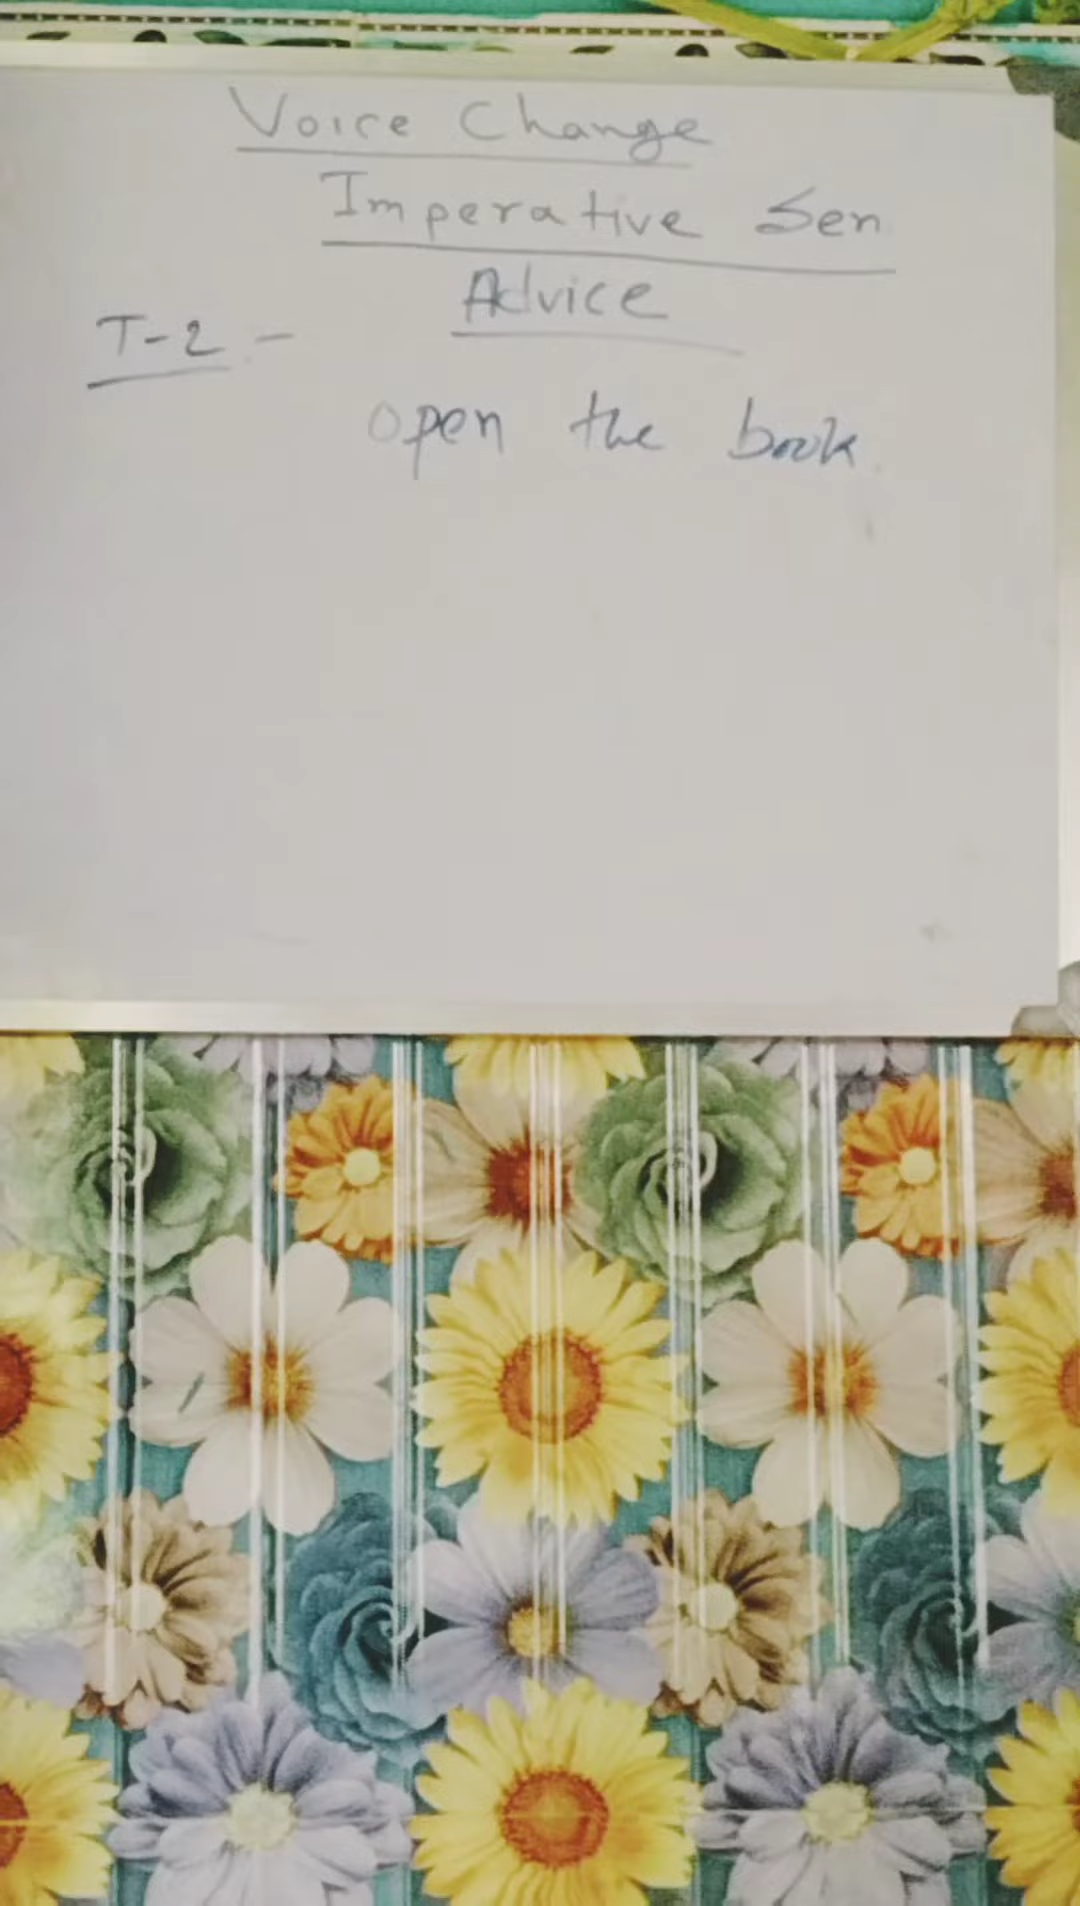 Voice Change
Imperative Sen
Advice
T-2 :-
open the book.